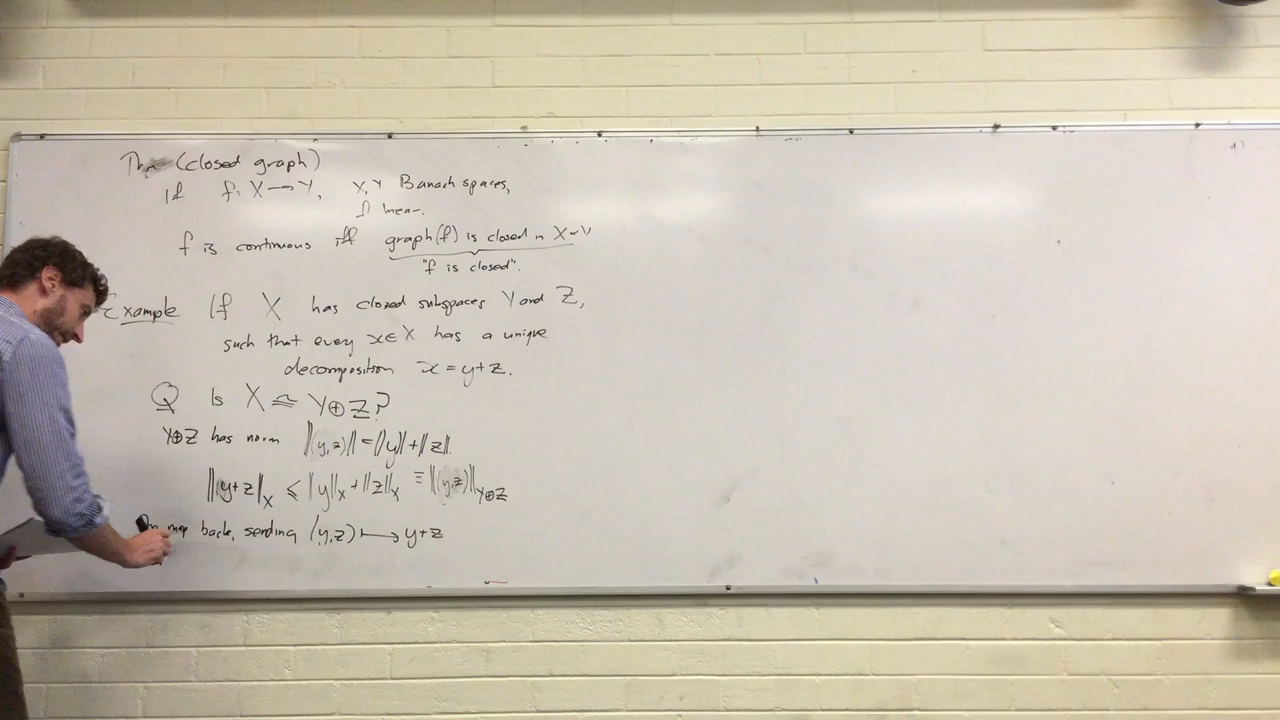 Thm (closed graph)
If f: X → Y, X, Y Banach spaces,
f linear.
f is continuous iff graph(f) is closed in X×Y
"f is closed".
Example If X has closed subspaces Y and Z,
such that every x∈X has a unique
decomposition x = y+z.
Q Is X ≅ Y⊕Z?
Y⊕Z has norm ‖(y,z)‖ = ‖y‖+‖z‖.
‖y+z‖_X ≤ ‖y‖_X + ‖z‖_X ≡ ‖(y,z)‖_Y⊕Z
map back, sending (y,z) ↦ y+z